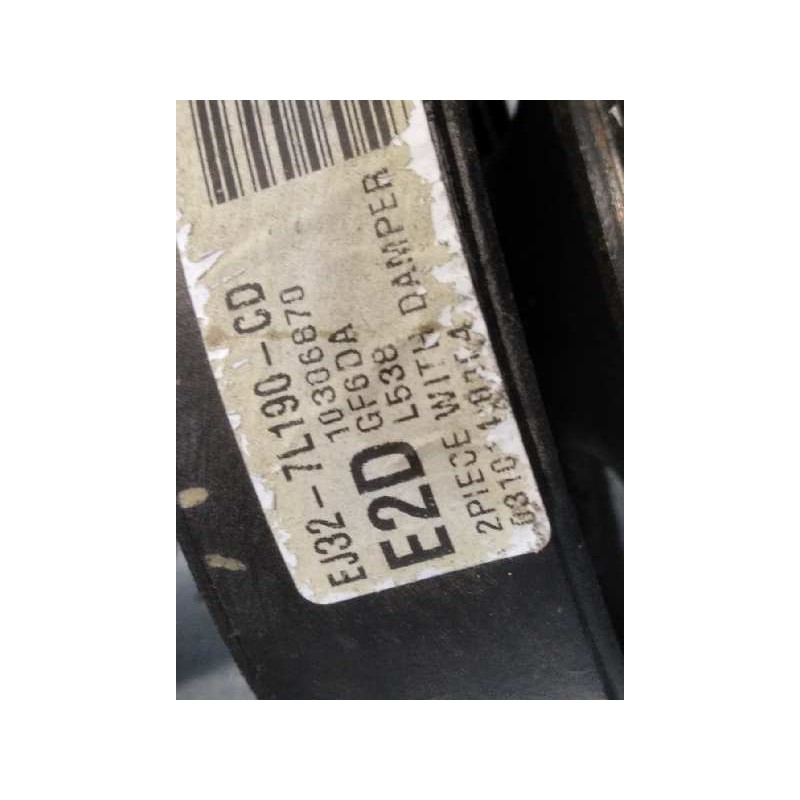 EJ32-7L190-CD
10306870
GF6DA
E2D L538
2PIECE WITH DAMPER